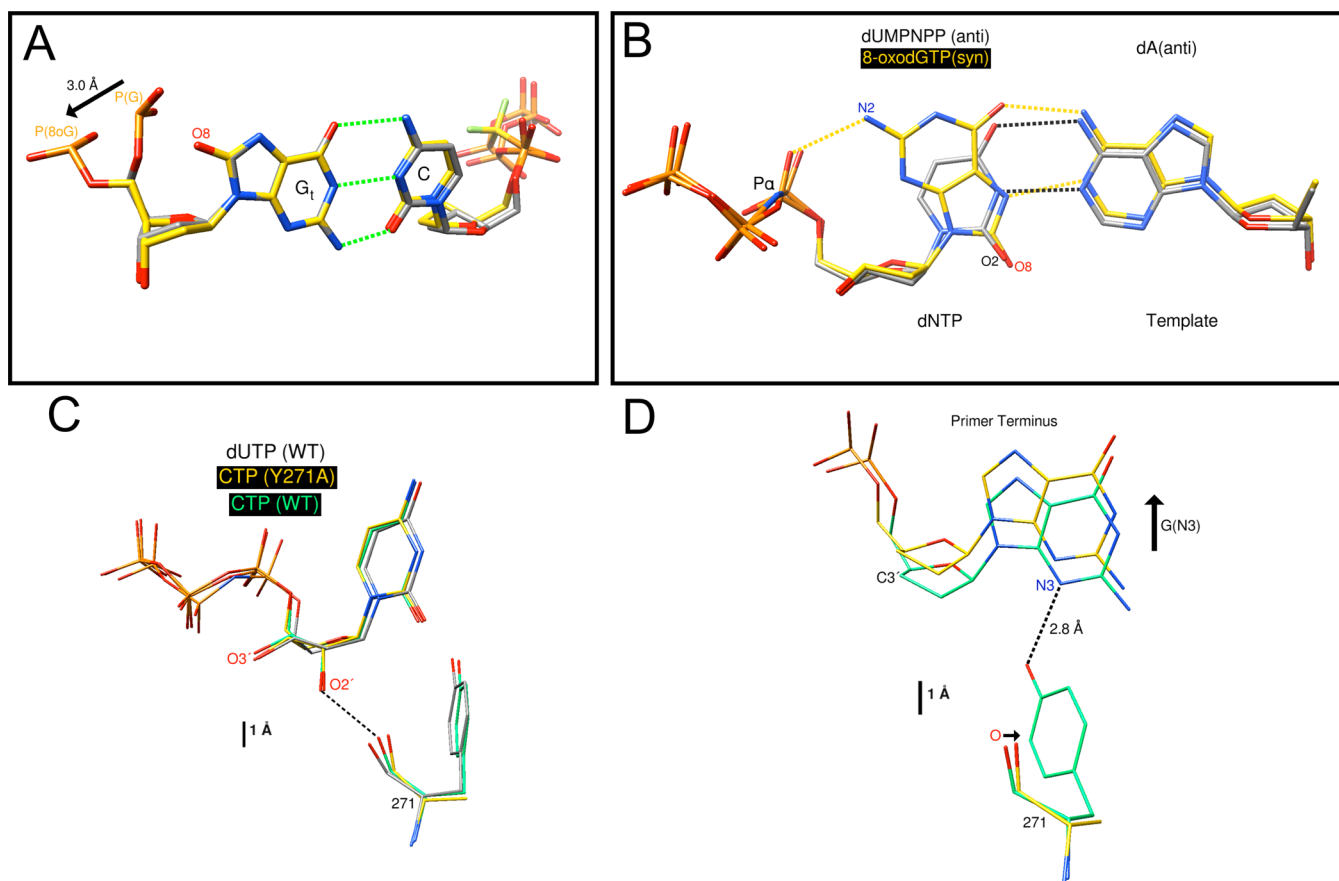 A
3.0 Å
P(G)
P(8oG)
O8
Gt
C
B
dUMPNPP (anti)
8-oxodGTP(syn)
dA(anti)
N2
Pα
O2
O8
dNTP
Template
C
dUTP (WT)
CTP (Y271A)
CTP (WT)
O3´
O2´
1 Å
271
D
Primer Terminus
G(N3)
C3´
N3
2.8 Å
1 Å
O
271